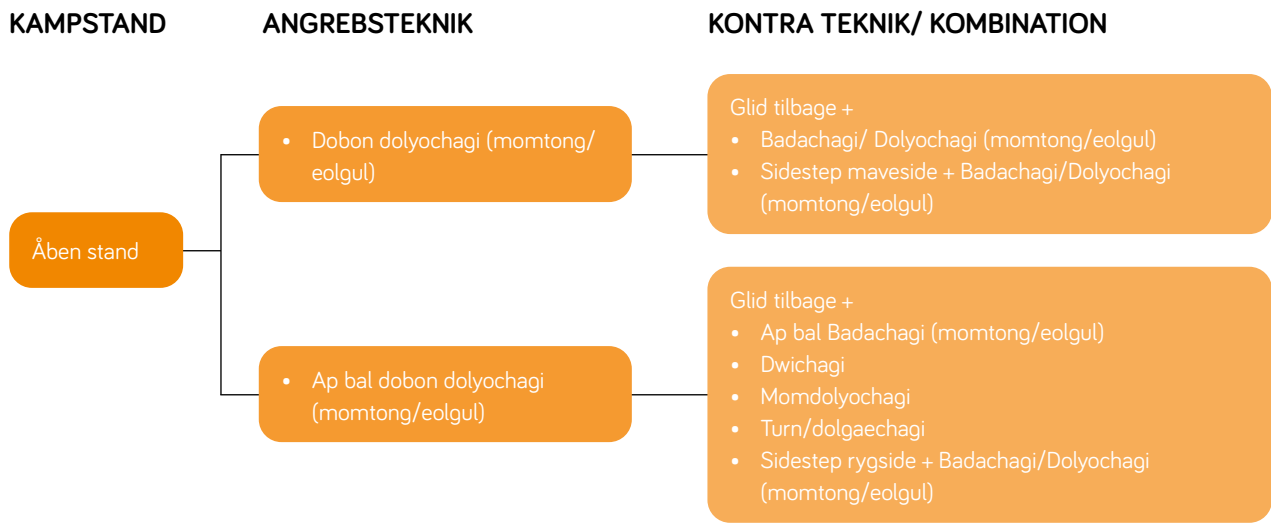 KAMPSTAND
ANGREBSTEKNIK
KONTRA TEKNIK/ KOMBINATION
Åben stand
• Dobon dolyochagi (momtong/
eolgul)
Glid tilbage +
• Badachagi/ Dolyochagi (momtong/eolgul)
• Sidestep maveside + Badachagi/Dolyochagi
(momtong/eolgul)
• Ap bal dobon dolyochagi
(momtong/eolgul)
Glid tilbage +
• Ap bal Badachagi (momtong/eolgul)
• Dwichagi
• Momdolyochagi
• Turn/dolgaechagi
• Sidestep rygside + Badachagi/Dolyochagi
(momtong/eolgul)